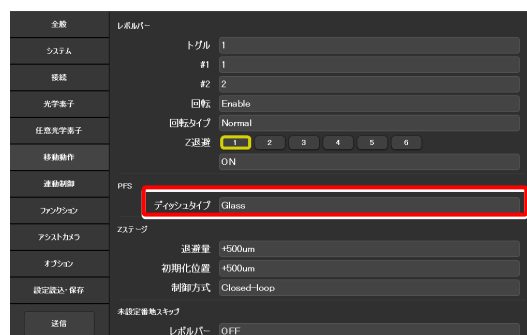 全般
システム
接続
光学素子
任意光学素子
移動動作
連動制御
ファンクション
アシストカメラ
オプション
設定読込・保存
送信
レボルバー
トグル 1
#1 1
#2 2
回転 Enable
回転タイプ Normal
Z退避 1 2 3 4 5 6
ON
PFS
ディッシュタイプ Glass
Zステージ
退避量 +500um
初期化位置 +500um
制御方式 Closed-loop
未設定番地スキップ
レボルバー OFF